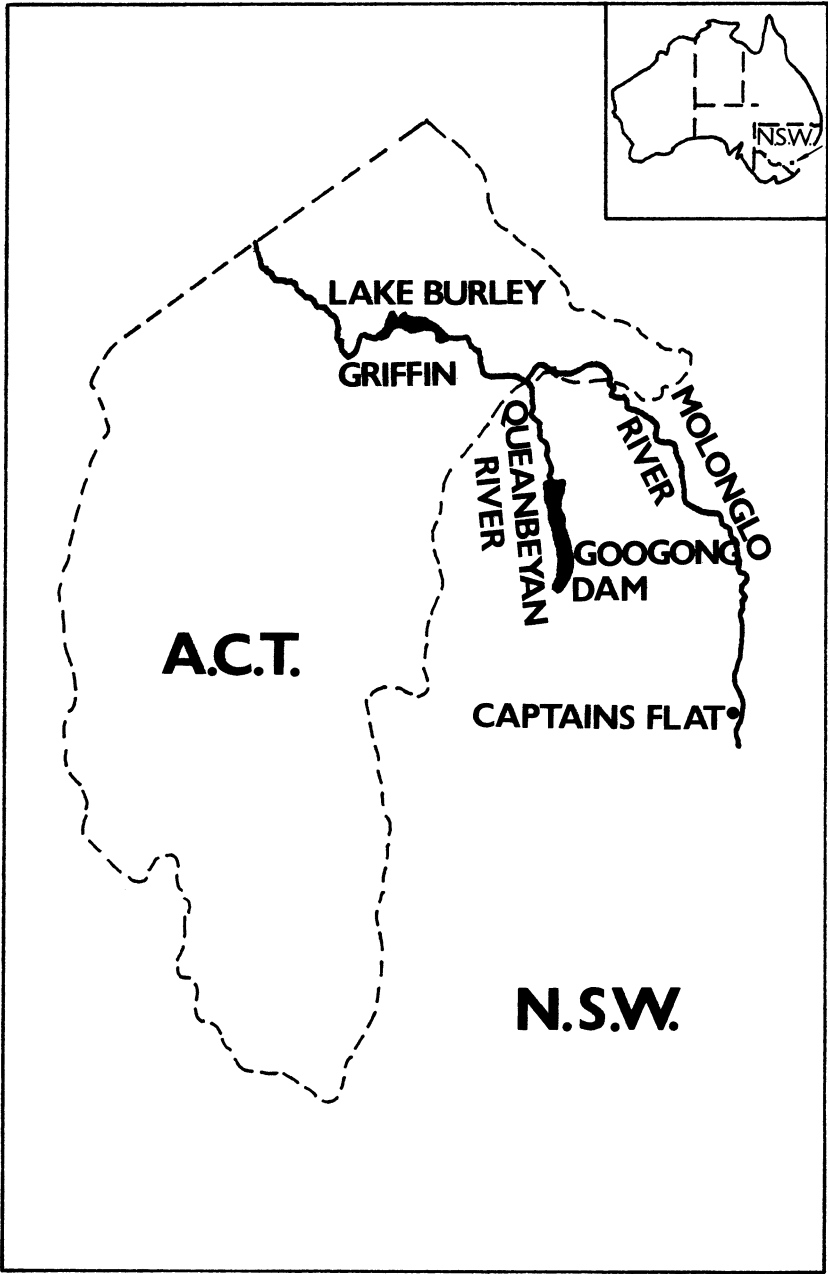 N.S.W.
LAKE BURLEY
GRIFFIN
MOLONGLO
RIVER
QUEANBEYAN
RIVER
GOOGONG
DAM
A.C.T.
CAPTAINS FLAT
N.S.W.